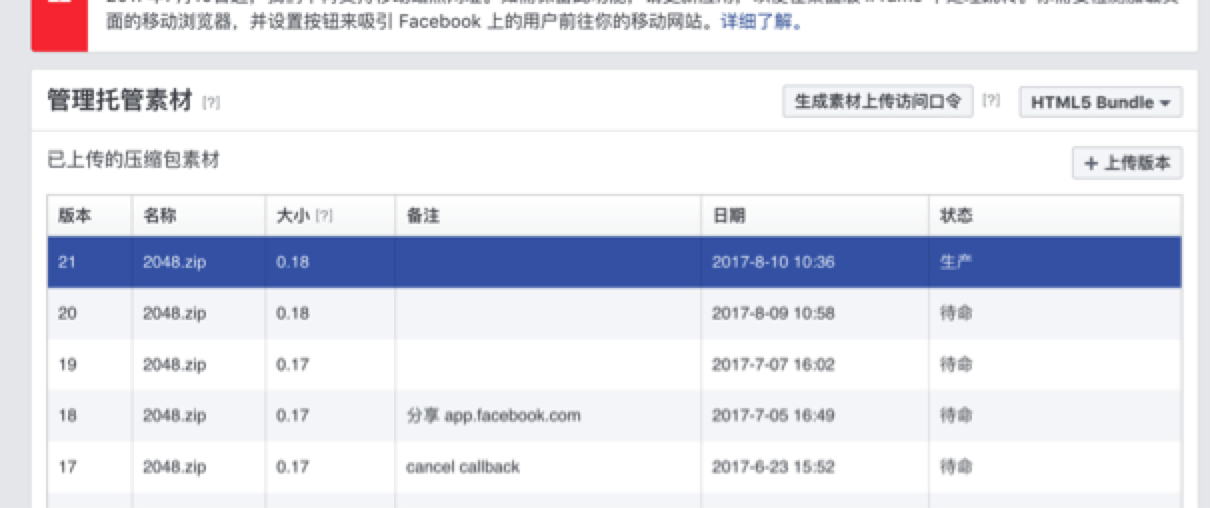 面的移动浏览器，并设置按钮来吸引 Facebook 上的用户前往你的移动网站。详细了解。
管理托管素材 [?] 生成素材上传访问口令 [?] HTML5 Bundle
已上传的压缩包素材 + 上传版本
版本 名称 大小 [?] 备注 日期 状态
21 2048.zip 0.18 2017-8-10 10:36 生产
20 2048.zip 0.18 2017-8-09 10:58 待命
19 2048.zip 0.17 2017-7-07 16:02 待命
18 2048.zip 0.17 分享 app.facebook.com 2017-7-05 16:49 待命
17 2048.zip 0.17 cancel callback 2017-6-23 15:52 待命